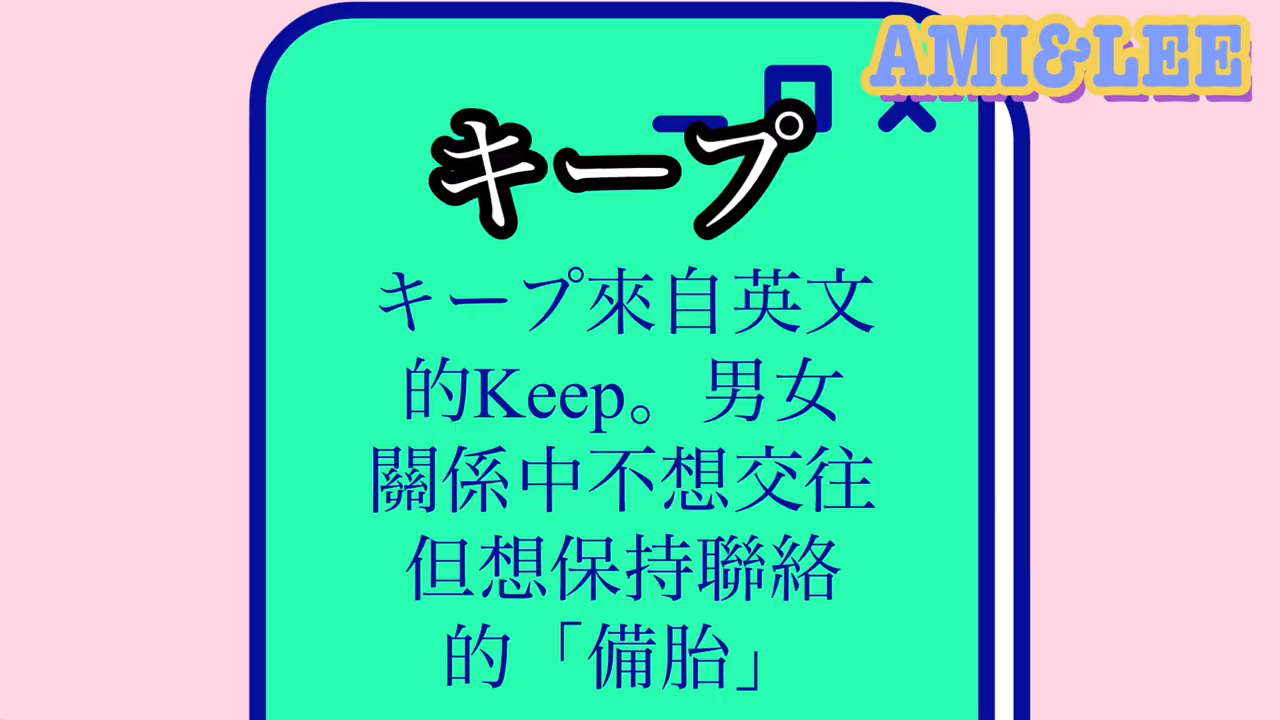 AMI&LEE
キープ
キープ來自英文
的Keep。男女
關係中不想交往
但想保持聯絡
的「備胎」